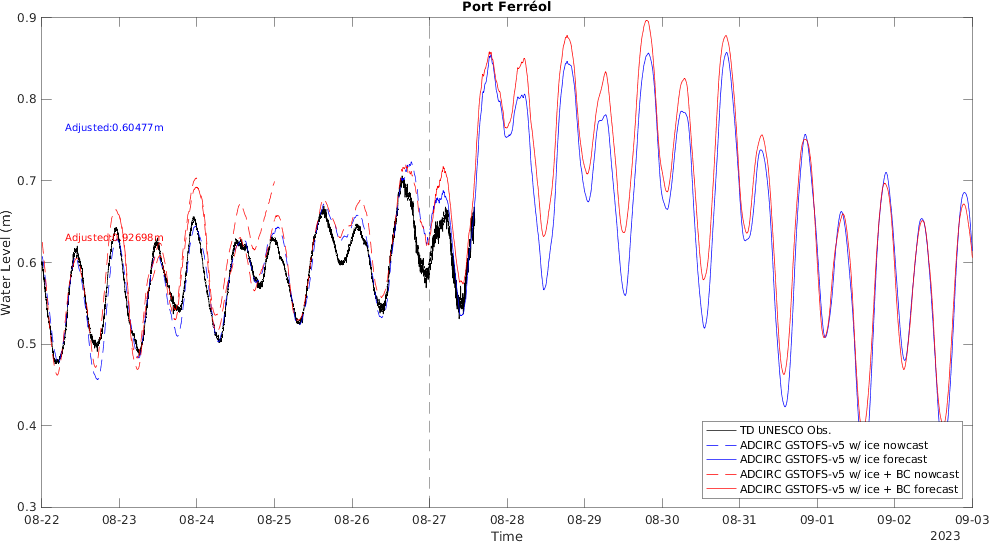 Port Ferréol
0.9
0.8
0.7
0.6
0.5
0.4
0.3
Water Level (m)
Adjusted:0.60477m
TD UNESCO Obs.
ADCIRC GSTOFS-v5 w/ ice nowcast
ADCIRC GSTOFS-v5 w/ ice forecast
ADCIRC GSTOFS-v5 w/ ice + BC nowcast
ADCIRC GSTOFS-v5 w/ ice + BC forecast
08-22 08-23 08-24 08-25 08-26 08-27 08-28 08-29 08-30 08-31 09-01 09-02 09-03
Time
2023